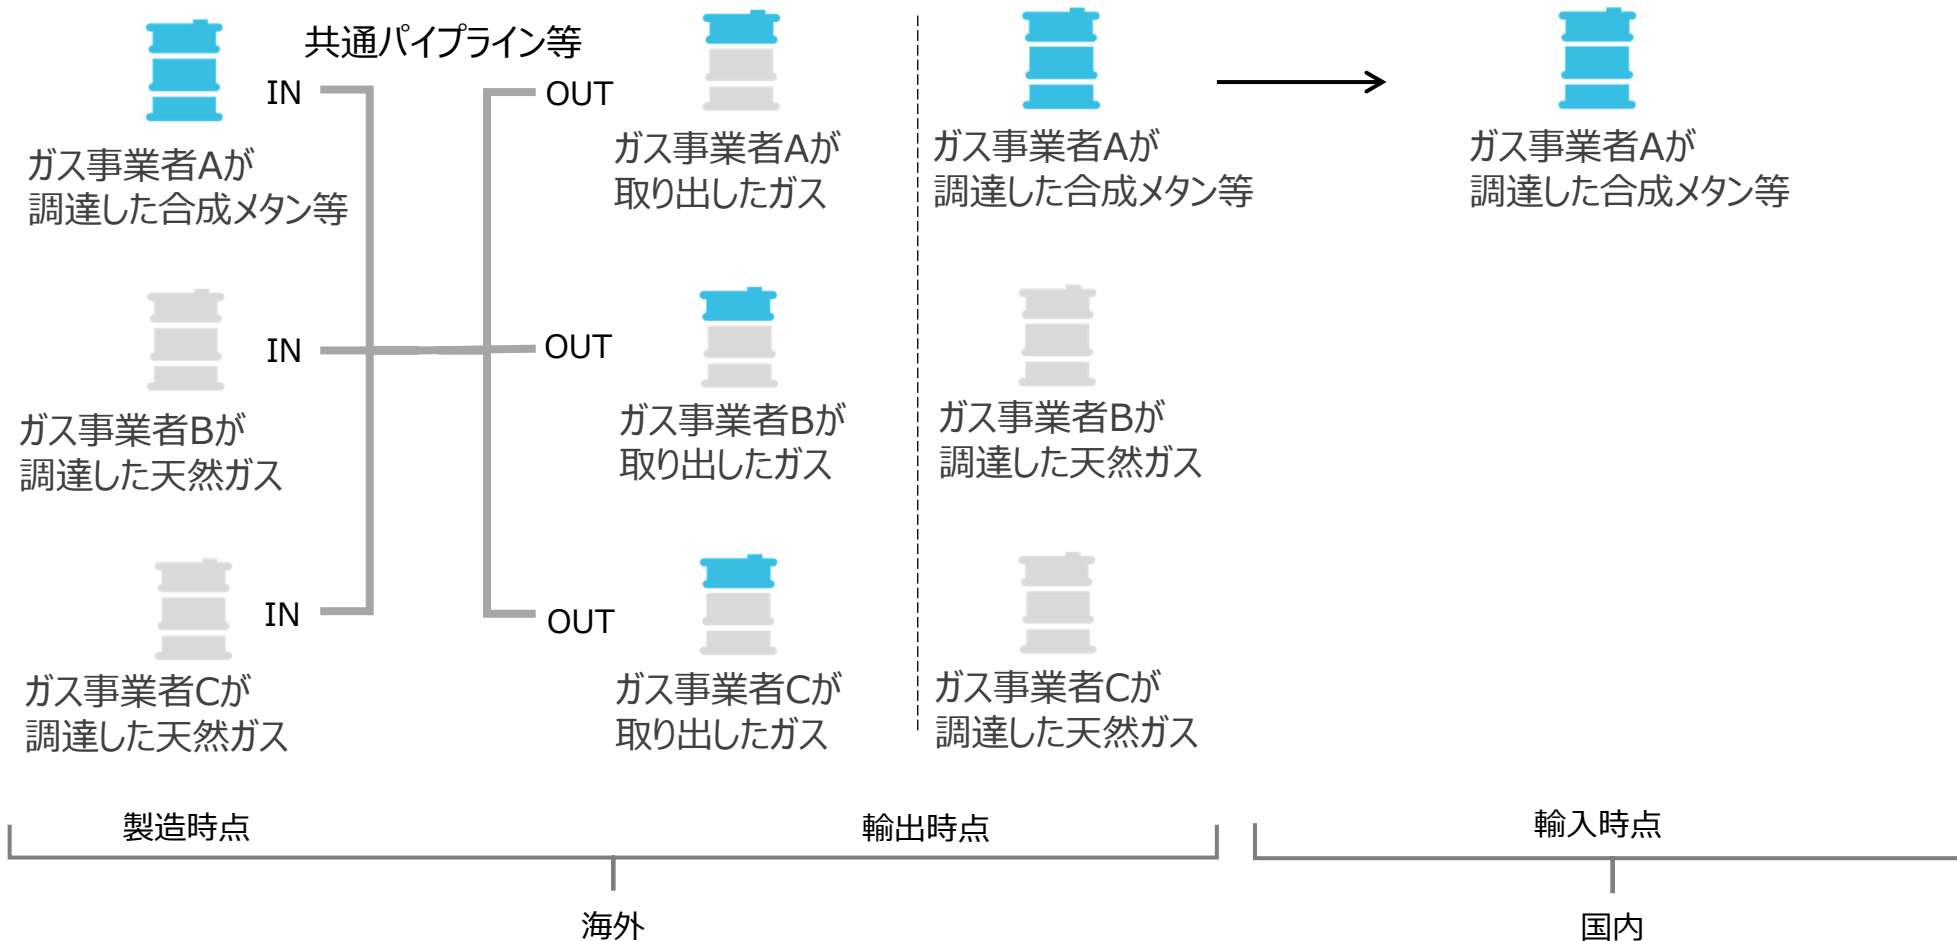 共通パイプライン等
IN
OUT
ガス事業者Aが
調達した合成メタン等
ガス事業者Aが
取り出したガス
ガス事業者Aが
調達した合成メタン等
ガス事業者Aが
調達した合成メタン等
IN
OUT
ガス事業者Bが
調達した天然ガス
ガス事業者Bが
取り出したガス
ガス事業者Bが
調達した天然ガス
IN
OUT
ガス事業者Cが
調達した天然ガス
ガス事業者Cが
取り出したガス
ガス事業者Cが
調達した天然ガス
製造時点
輸出時点
輸入時点
海外
国内